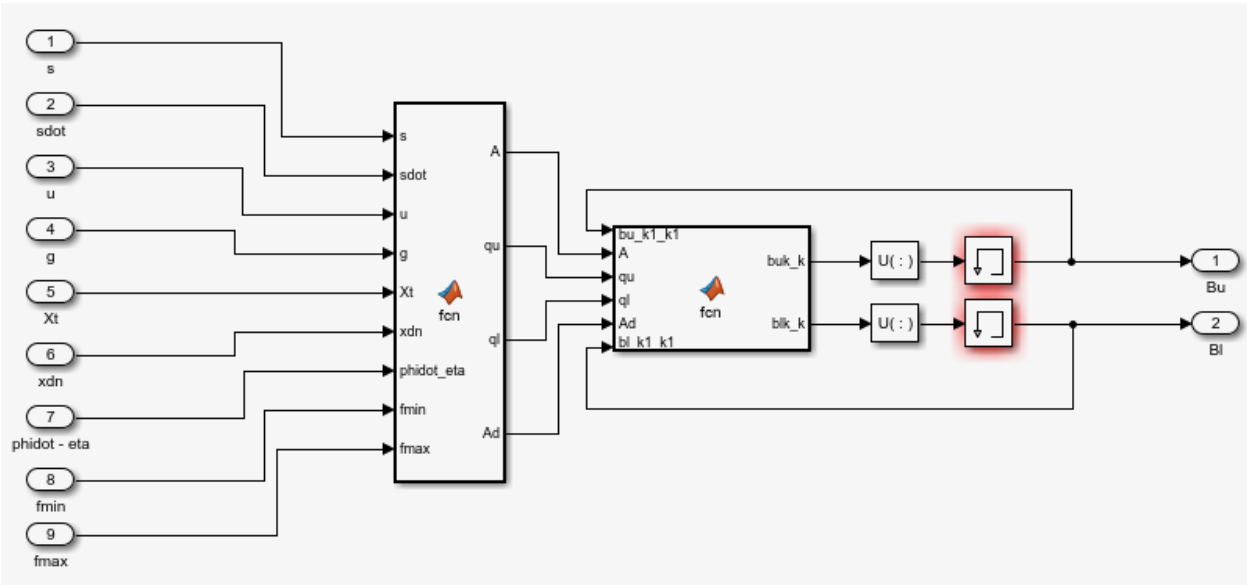 1
s
2
sdot
3
u
4
g
5
Xt
6
xdn
7
phidot - eta
8
fmin
9
fmax
s
sdot
u
g
Xt
xdn
phidot_eta
fmin
fmax
fcn
A
qu
ql
Ad
bu_k1_k1
A
qu
ql
Ad
bl_k1_k1
fcn
buk_k
blk_k
U( : )
U( : )
1
Bu
2
Bl